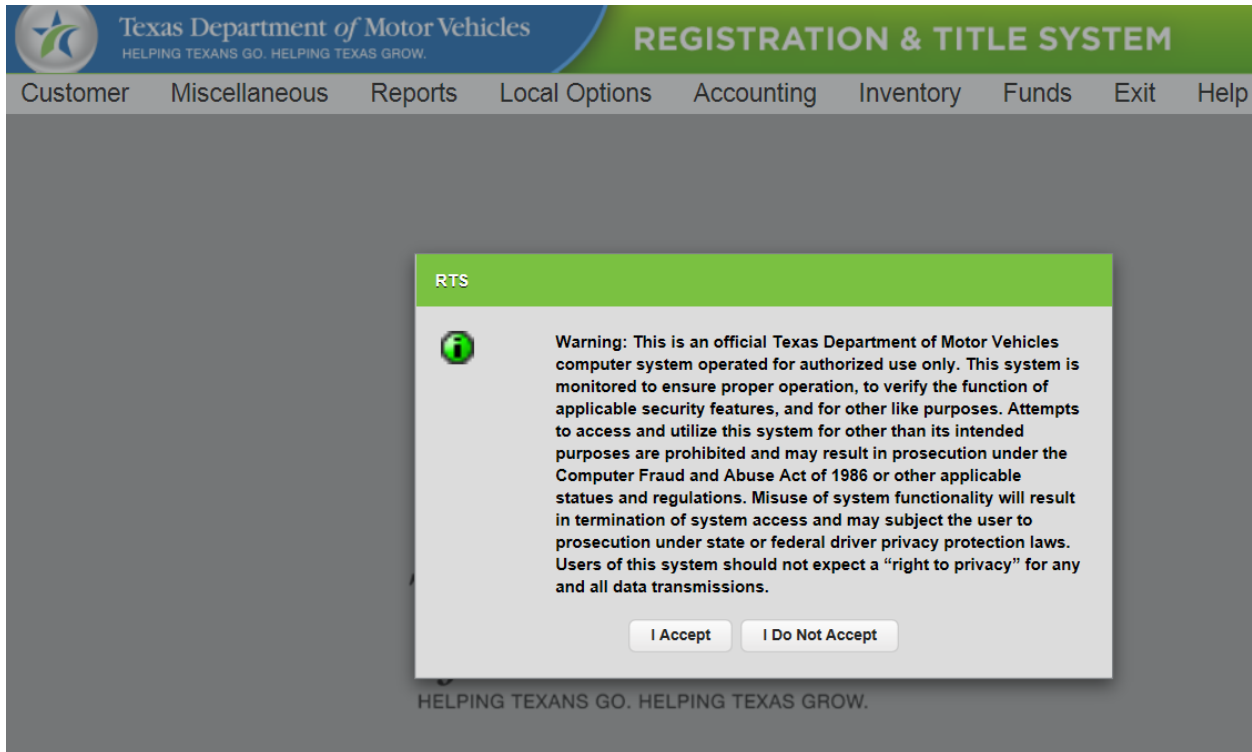 Texas Department of Motor Vehicles
HELPING TEXANS GO. HELPING TEXAS GROW.
REGISTRATION & TITLE SYSTEM
Customer Miscellaneous Reports Local Options Accounting Inventory Funds Exit Help
RTS
Warning: This is an official Texas Department of Motor Vehicles
computer system operated for authorized use only. This system is
monitored to ensure proper operation, to verify the function of
applicable security features, and for other like purposes. Attempts
to access and utilize this system for other than its intended
purposes are prohibited and may result in prosecution under the
Computer Fraud and Abuse Act of 1986 or other applicable
statues and regulations. Misuse of system functionality will result
in termination of system access and may subject the user to
prosecution under state or federal driver privacy protection laws.
Users of this system should not expect a “right to privacy” for any
and all data transmissions.
I Accept I Do Not Accept
HELPING TEXANS GO. HELPING TEXAS GROW.